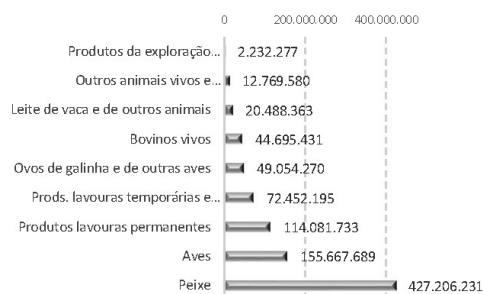 0 200.000.000 400.000.000
Produtos da exploração... 2.232.277
Outros animais vivos e... 12.769.580
Leite de vaca e de outros animais 20.488.363
Bovinos vivos 44.695.431
Ovos de galinha e de outras aves 49.054.270
Prods. lavouras temporárias e... 72.452.195
Produtos lavouras permanentes 114.081.733
Aves 155.667.689
Peixe 427.206.231